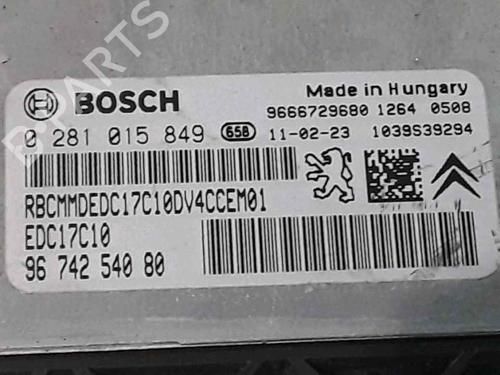 BOSCH
Made in Hungary
9666729680 1264 0508
0 281 015 849 658 11-02-23 1039S39294
RBCMMDEDC17C10DV4CCEM01
EDC17C10
96 742 540 80
B-PARTS